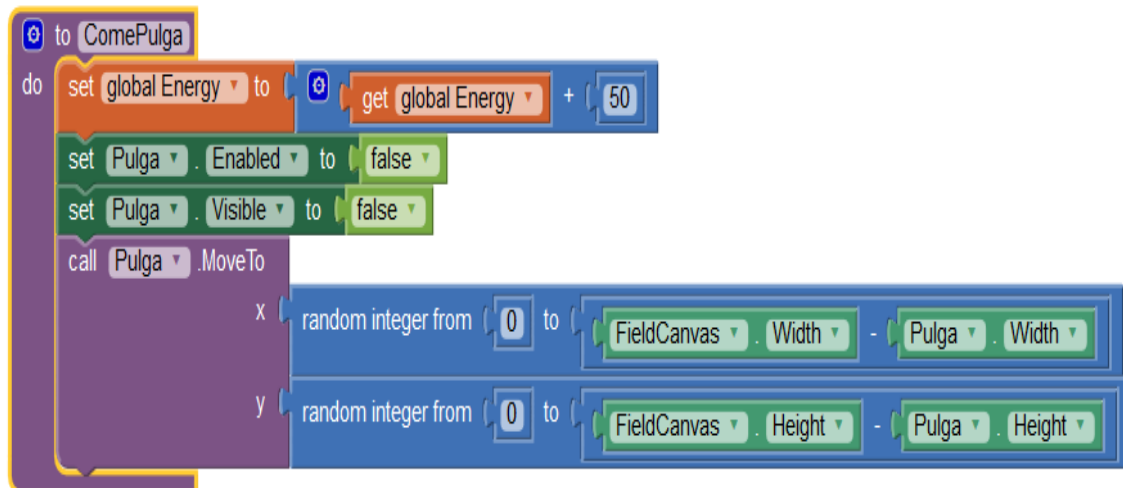 to ComePulga
do set global Energy to get global Energy + 50
set Pulga . Enabled to false
set Pulga . Visible to false
call Pulga .MoveTo
x random integer from 0 to FieldCanvas . Width - Pulga . Width
y random integer from 0 to FieldCanvas . Height - Pulga . Height